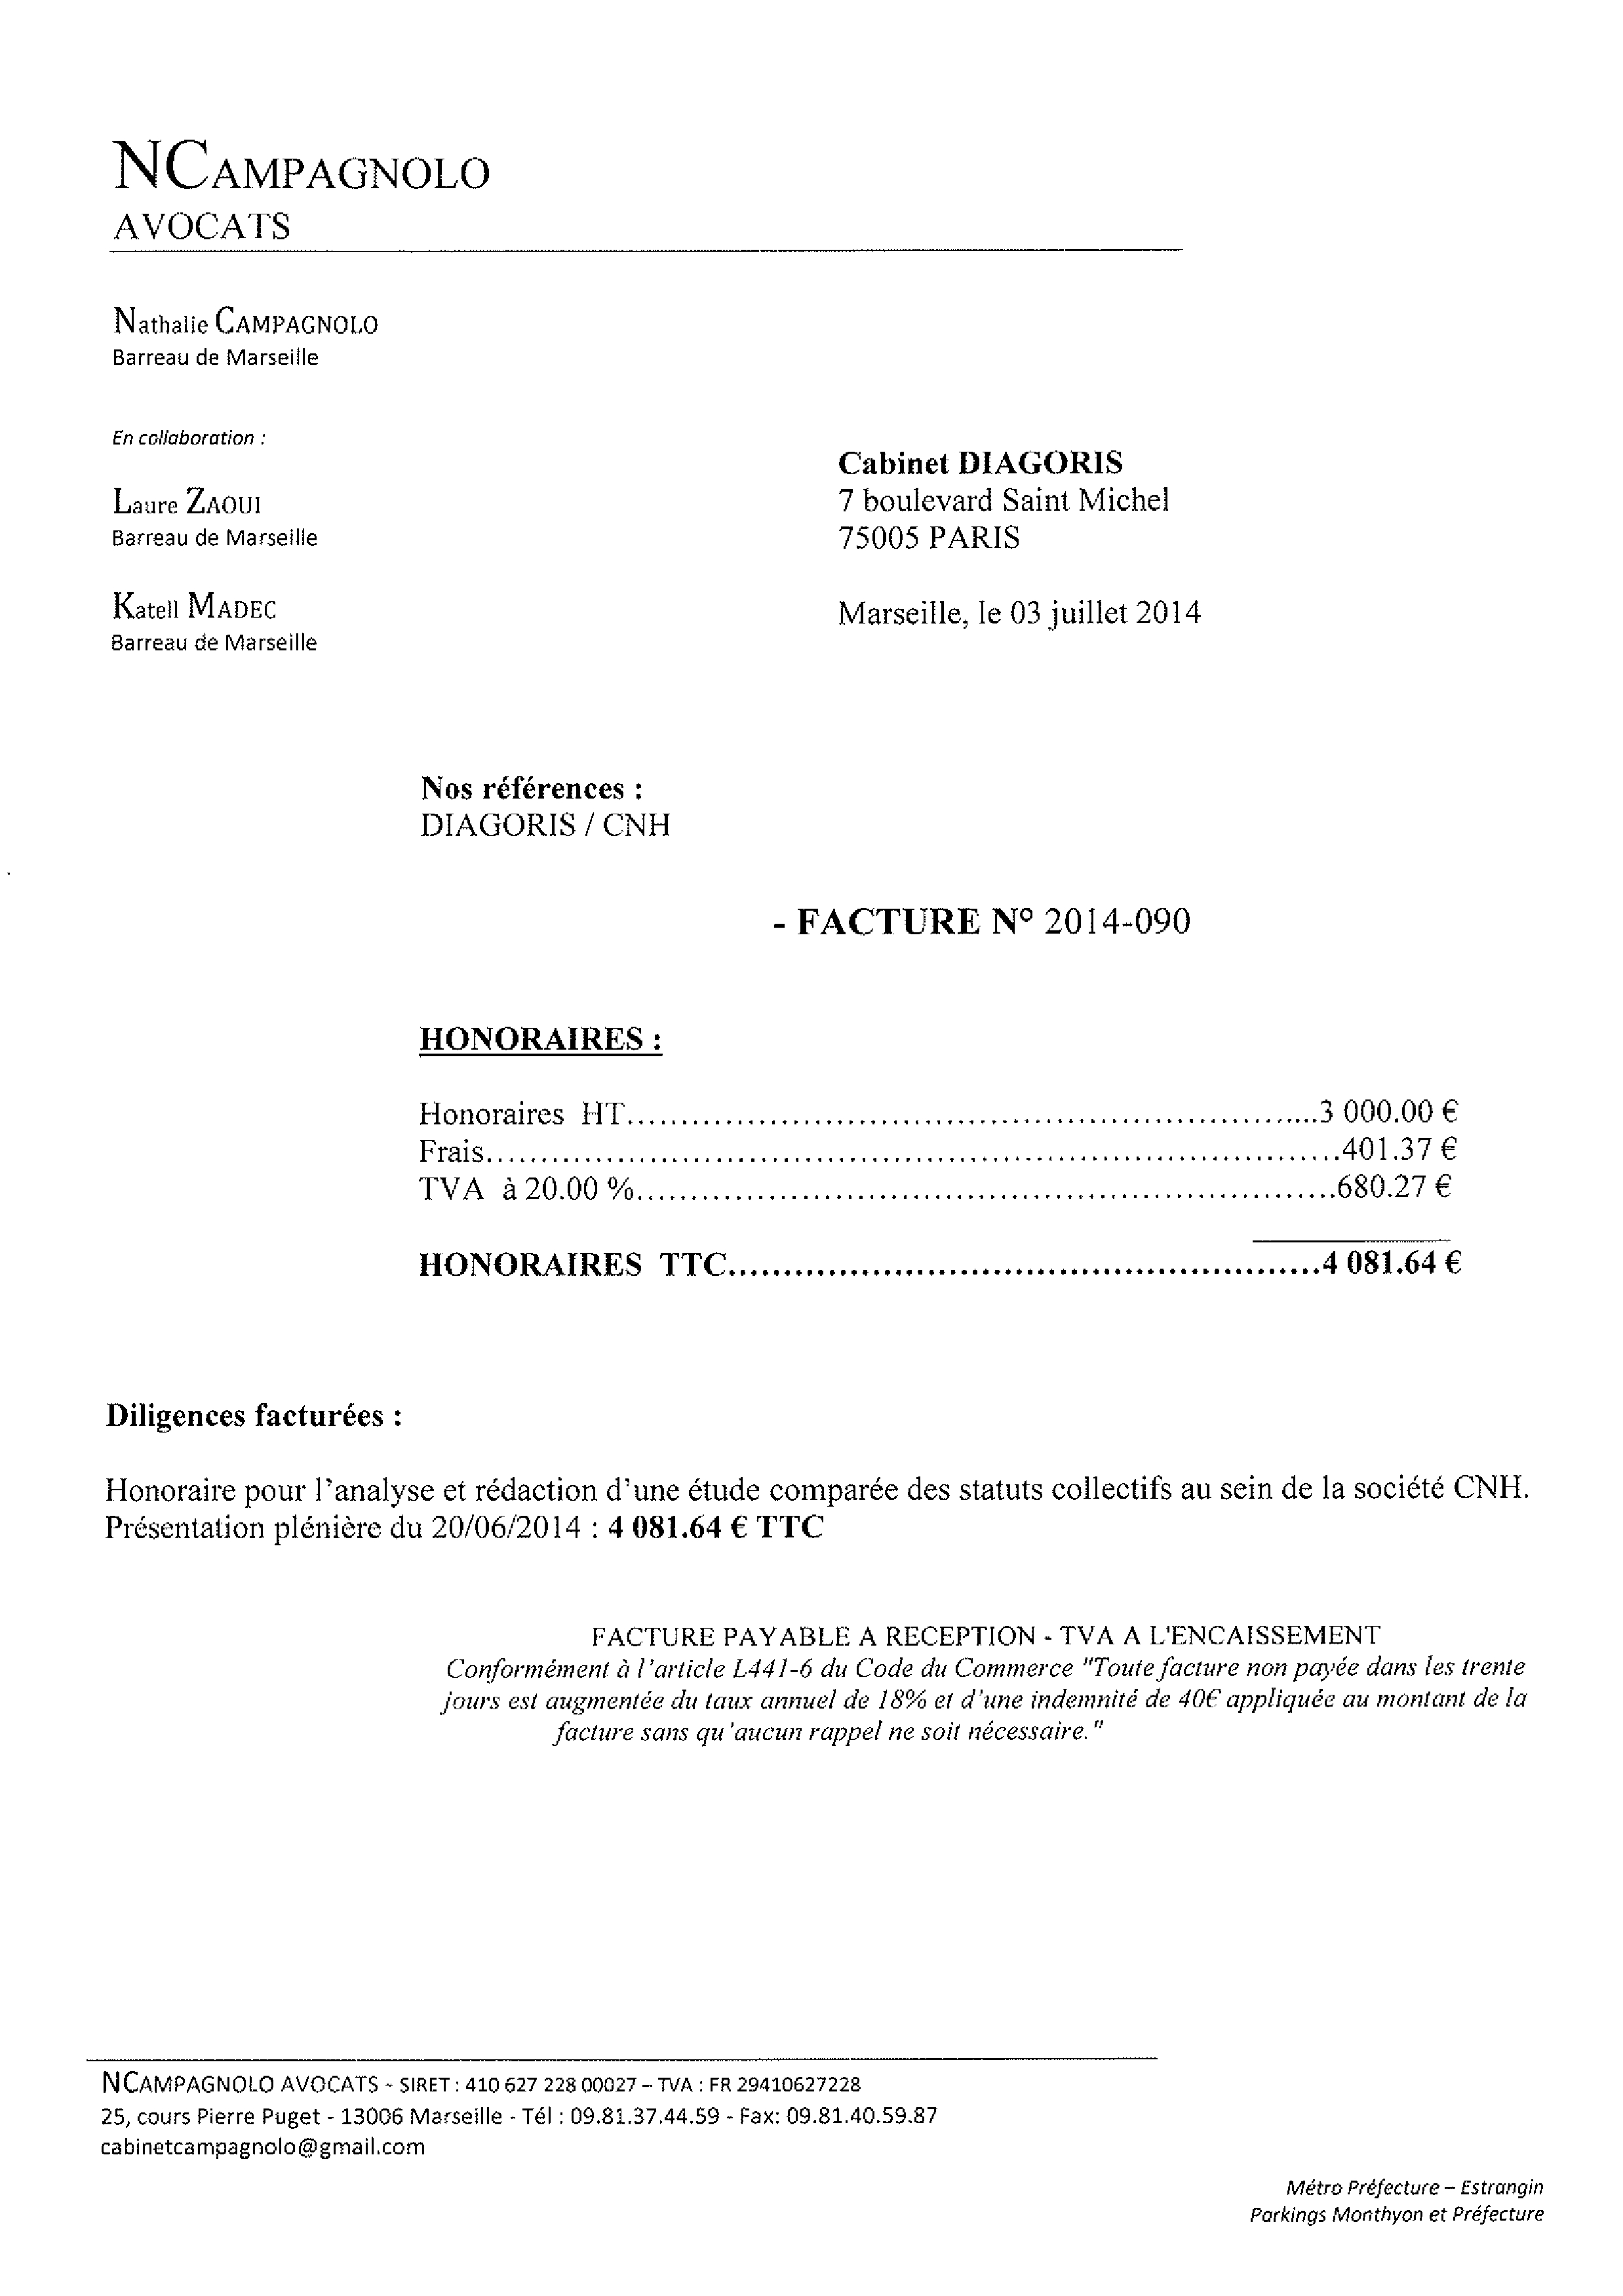 NCAMPAGNOLO
AVOCATS
Nathalie CAMPAGNOLO
Barreau de Marseille
En collaboration :
Laure ZAOUI
Barreau de Marseille
Katell MADEC
Barreau de Marseille
Cabinet DIAGORIS
7 boulevard Saint Michel
75005 PARIS
Marseille, le 03 juillet 2014
Nos références :
DIAGORIS / CNH
- FACTURE N° 2014-090
HONORAIRES :
Honoraires HT.....................................................................3 000.00 €
Frais.....................................................................401.37 €
TVA à 20.00 %.....................................................................680.27 €
HONORAIRES TTC.....................................................................4 081.64 €
Diligences facturées :
Honoraire pour l'analyse et rédaction d'une étude comparée des statuts collectifs au sein de la société CNH.
Présentation plénière du 20/06/2014 : 4 081.64 € TTC
FACTURE PAYABLE A RECEPTION - TVA A L'ENCAISSEMENT
Conformément à l'article L441-6 du Code du Commerce "Toute facture non payée dans les trente
jours est augmentée du taux annuel de 18% et d'une indemnité de 40€ appliquée au montant de la
facture sans qu'aucun rappel ne soit nécessaire."
NCAMPAGNOLO AVOCATS - SIRET : 410 627 228 00027 – TVA : FR 29410627228
25, cours Pierre Puget - 13006 Marseille - Tél : 09.81.37.44.59 - Fax: 09.81.40.59.87
cabinetcampagnolo@gmail.com
Métro Préfecture – Estrangin
Parkings Monthyon et Préfecture